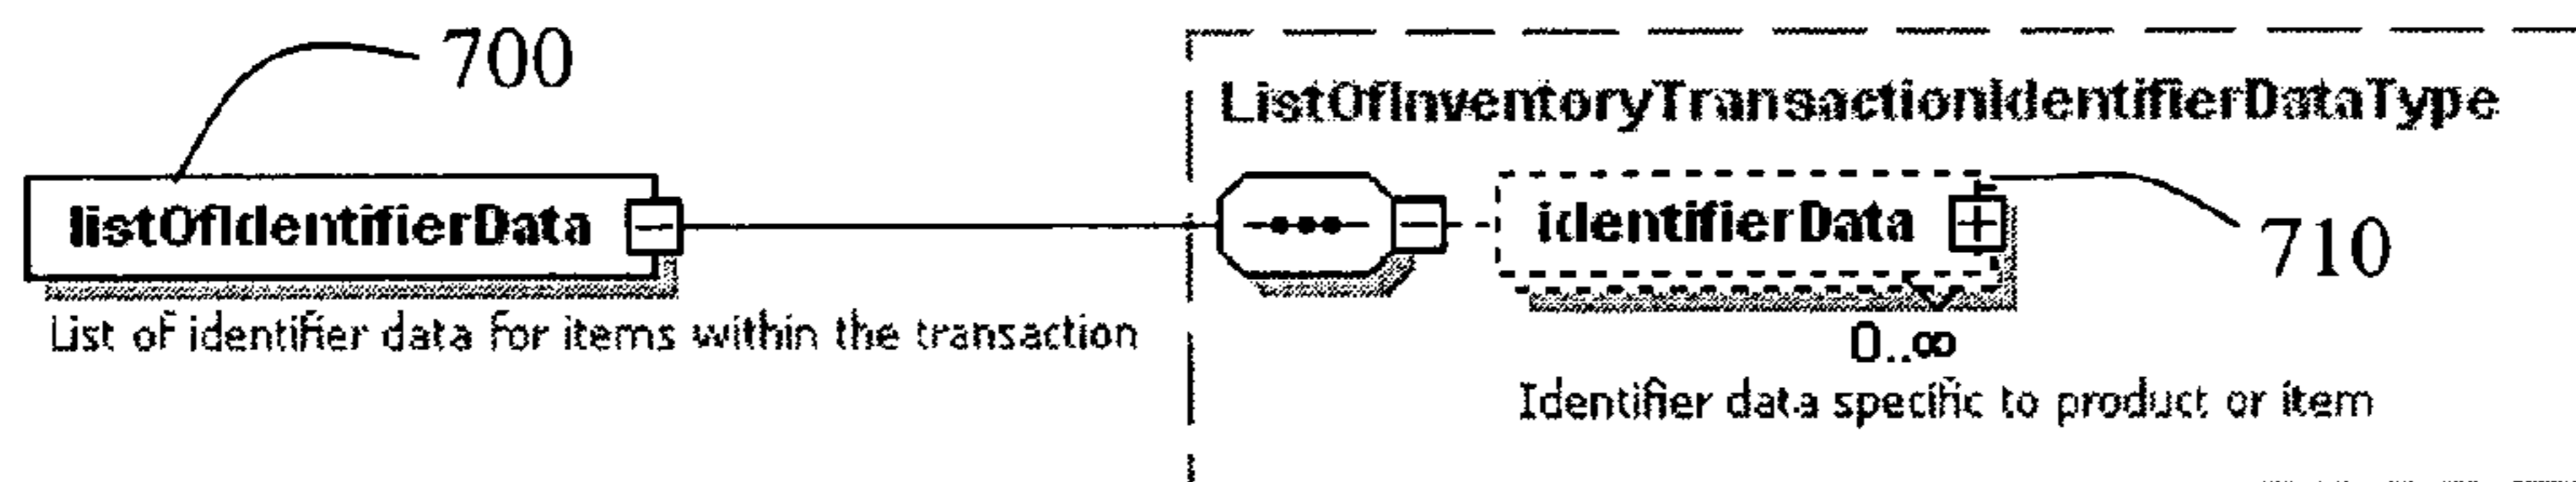 700
ListOfInventoryTransactionIdentifierDataType
listOfIdentifierData
identifierData
710
List of identifier data for items within the transaction
0..∞
Identifier data specific to product or item